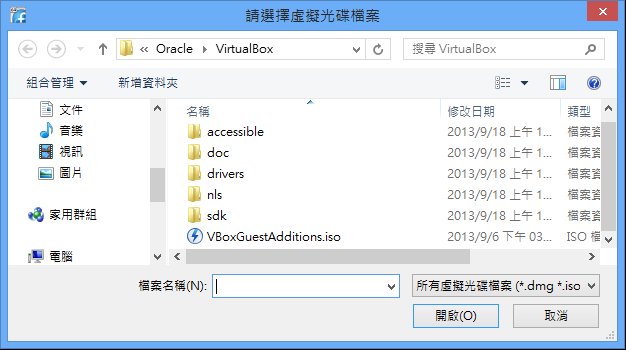 請選擇虛擬光碟檔案
« Oracle VirtualBox
搜尋 VirtualBox
組合管理 新增資料夾
文件
音樂
視訊
圖片
家用群組
電腦
名稱 修改日期 類型
accessible 2013/9/18 上午 1... 檔案資
doc 2013/9/18 上午 1... 檔案資
drivers 2013/9/18 上午 1... 檔案資
nls 2013/9/18 上午 1... 檔案資
sdk 2013/9/18 上午 1... 檔案資
VBoxGuestAdditions.iso 2013/9/6 下午 03... ISO 檔
檔案名稱(N): 所有虛擬光碟檔案 (*.dmg *.iso
開啟(O) 取消